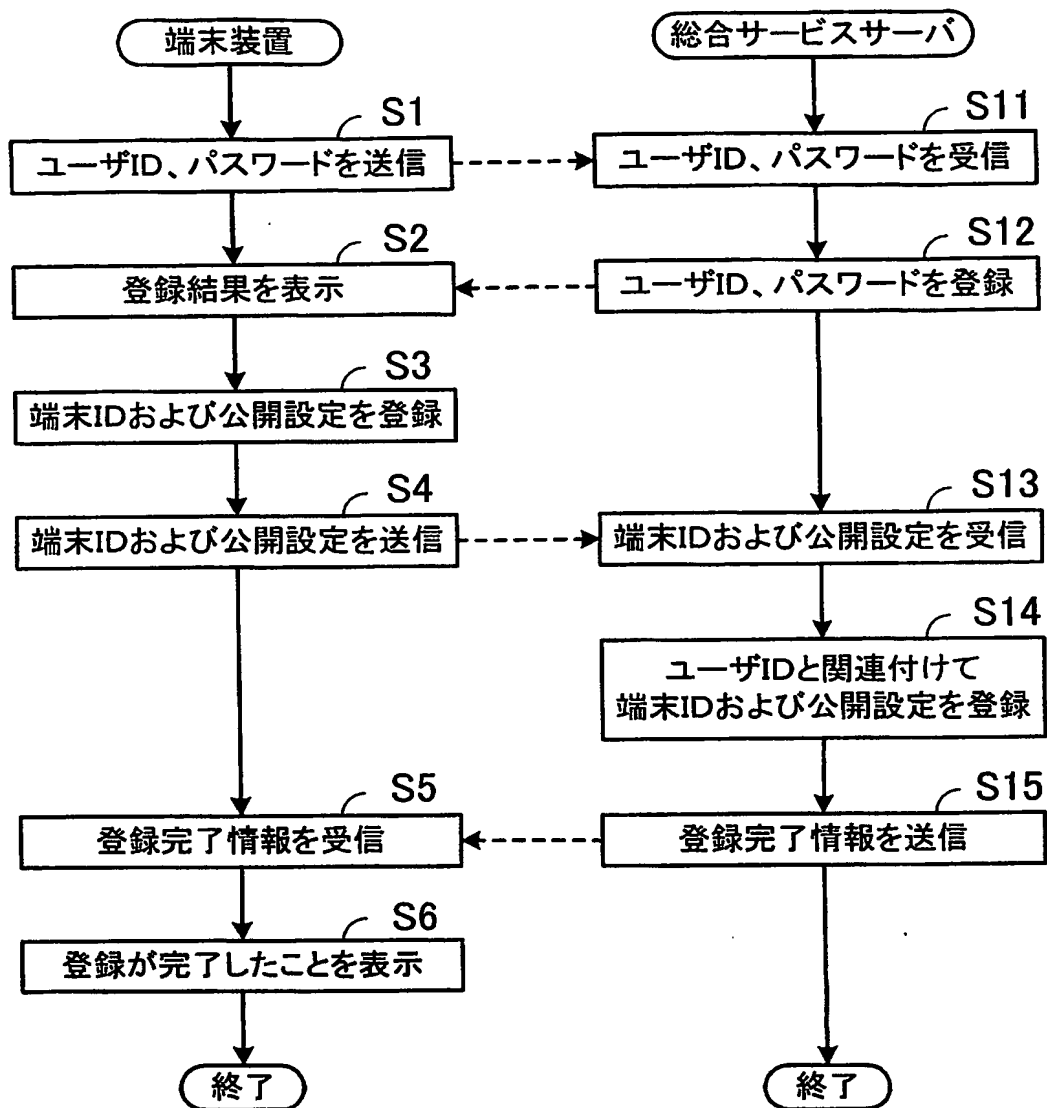 端末装置
総合サービスサーバ
S1
S11
ユーザID、パスワードを送信
ユーザID、パスワードを受信
S2
S12
登録結果を表示
ユーザID、パスワードを登録
S3
端末IDおよび公開設定を登録
S4
S13
端末IDおよび公開設定を送信
端末IDおよび公開設定を受信
S14
ユーザIDと関連付けて
端末IDおよび公開設定を登録
S5
S15
登録完了情報を受信
登録完了情報を送信
S6
登録が完了したことを表示
終了
終了